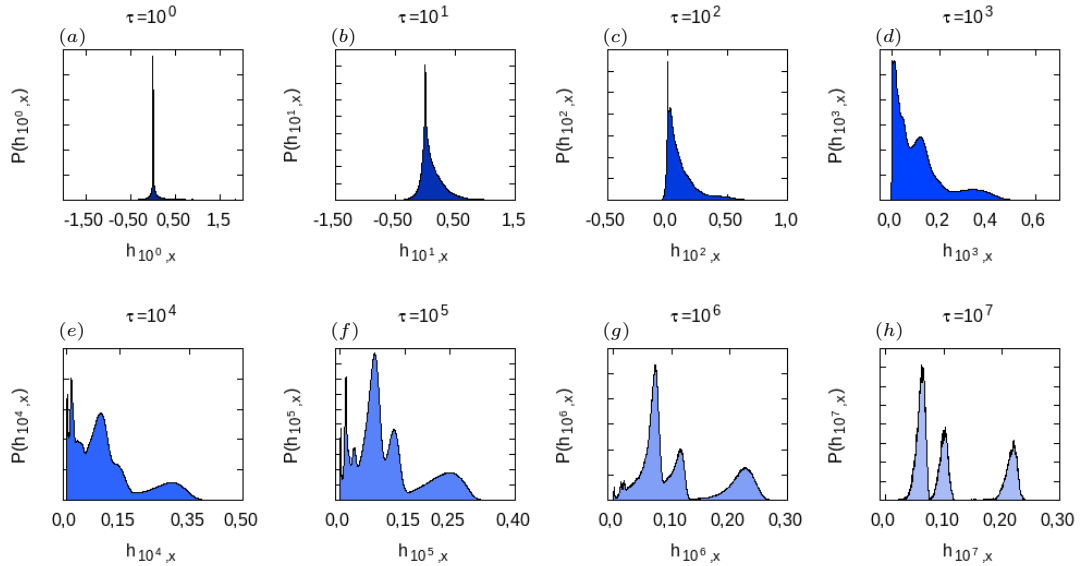 τ=10⁰ τ=10¹ τ=10² τ=10³
(a) (b) (c) (d)
P(h₁₀⁰,ₓ) P(h₁₀¹,ₓ) P(h₁₀²,ₓ) P(h₁₀³,ₓ)
-1,50 -0,50 0,50 1,5 -1,50 -0,50 0,50 1,5 -0,50 0,0 0,50 1,0 0,0 0,2 0,4 0,6
h₁₀⁰,ₓ h₁₀¹,ₓ h₁₀²,ₓ h₁₀³,ₓ
τ=10⁴ τ=10⁵ τ=10⁶ τ=10⁷
(e) (f) (g) (h)
P(h₁₀⁴,ₓ) P(h₁₀⁵,ₓ) P(h₁₀⁶,ₓ) P(h₁₀⁷,ₓ)
0,0 0,15 0,30 0,50 0,0 0,15 0,25 0,40 0,0 0,10 0,20 0,30 0,0 0,10 0,20 0,30
h₁₀⁴,ₓ h₁₀⁵,ₓ h₁₀⁶,ₓ h₁₀⁷,ₓ